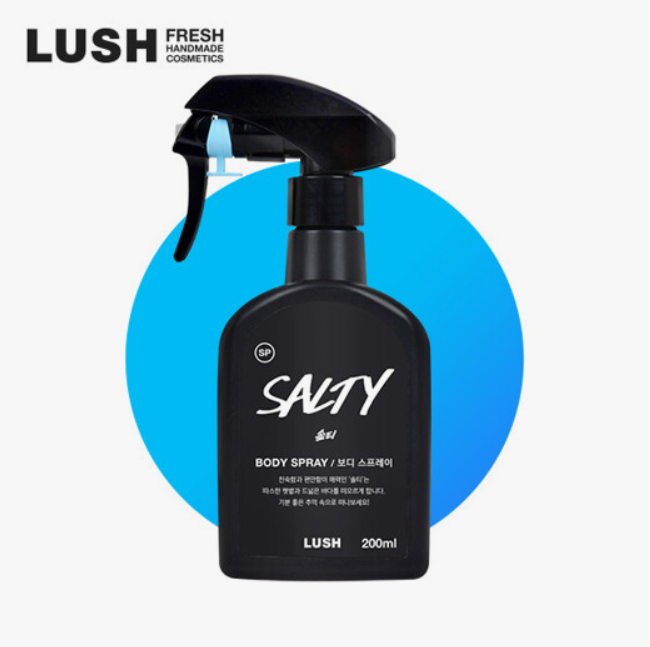 LUSH FRESH
HANDMADE
COSMETICS
SP
SALTY
솔티
BODY SPRAY / 보디 스프레이
친숙함과 편안함이 매력인 '솔티'는
따스한 햇볕과 드넓은 바다를 떠오르게 합니다.
기분 좋은 추억 속으로 떠나보세요!
LUSH 200ml